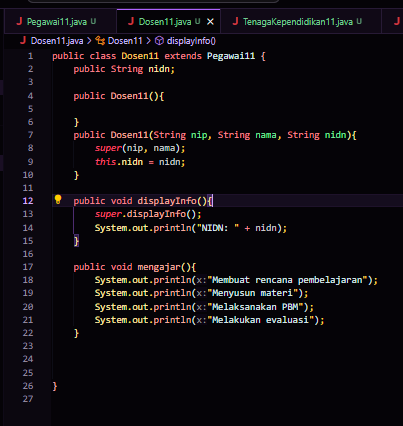 Pegawai11.java U
Dosen11.java U
TenagaKependidikan11.java U
Dosen11.java > Dosen11 > displayInfo()
1 public class Dosen11 extends Pegawai11 {
2 public String nidn;
3
4 public Dosen11(){
5
6 }
7 public Dosen11(String nip, String nama, String nidn){
8 super(nip, nama);
9 this.nidn = nidn;
10 }
11
12 public void displayInfo(){
13 super.displayInfo();
14 System.out.println("NIDN: " + nidn);
15 }
16
17 public void mengajar(){
18 System.out.println(x:"Membuat rencana pembelajaran");
19 System.out.println(x:"Menyusun materi");
20 System.out.println(x:"Melaksanakan PBM");
21 System.out.println(x:"Melakukan evaluasi");
22 }
23
24
25
26 }
27